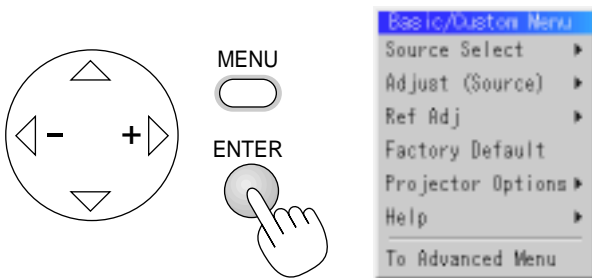 MENU
- +
ENTER
Basic/Custom Menu
Source Select
Adjust (Source)
Ref Adj
Factory Default
Projector Options
Help
To Advanced Menu